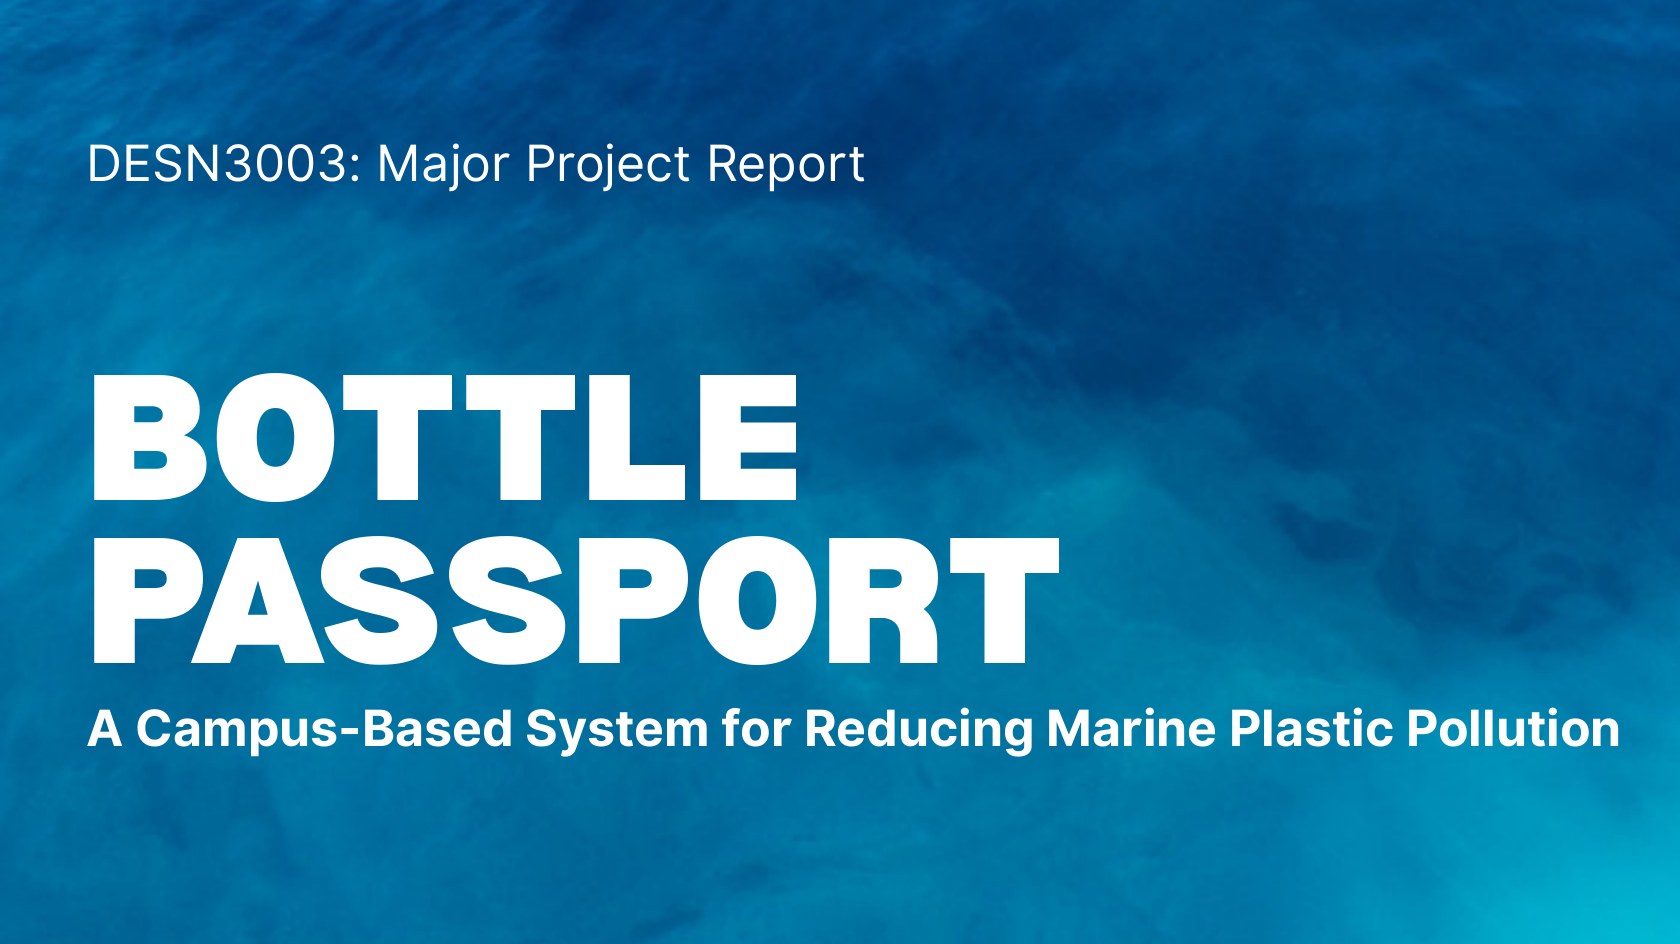 DESN3003: Major Project Report
BOTTLE
PASSPORT
A Campus-Based System for Reducing Marine Plastic Pollution